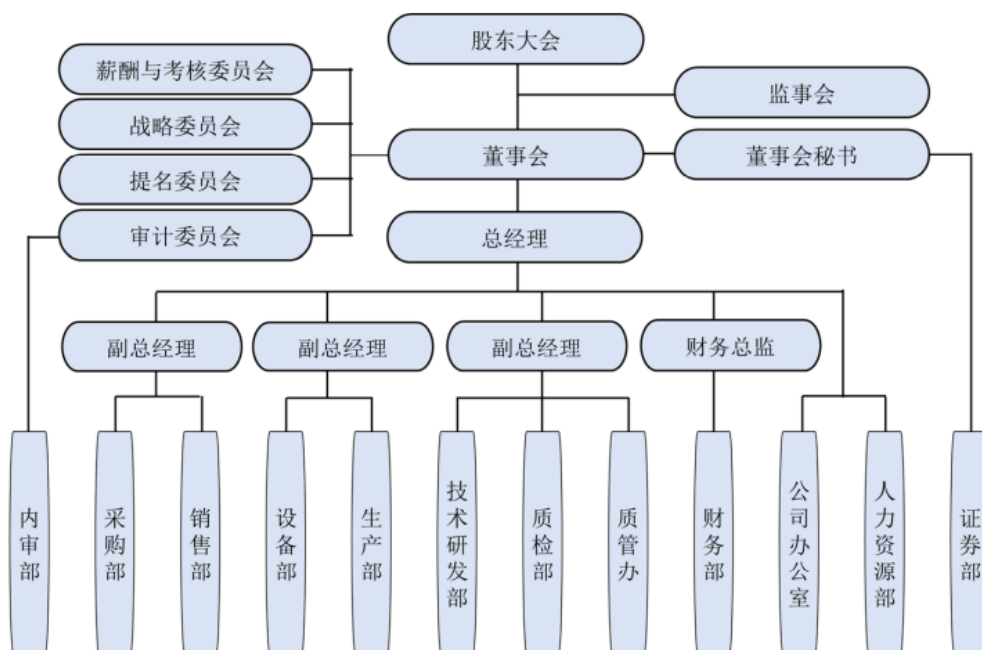 股东大会
薪酬与考核委员会
监事会
战略委员会
董事会
董事会秘书
提名委员会
审计委员会
总经理
副总经理
副总经理
副总经理
财务总监
内审部
采购部
销售部
设备部
生产部
技术研发部
质检部
质管办
财务部
公司办公室
人力资源部
证券部